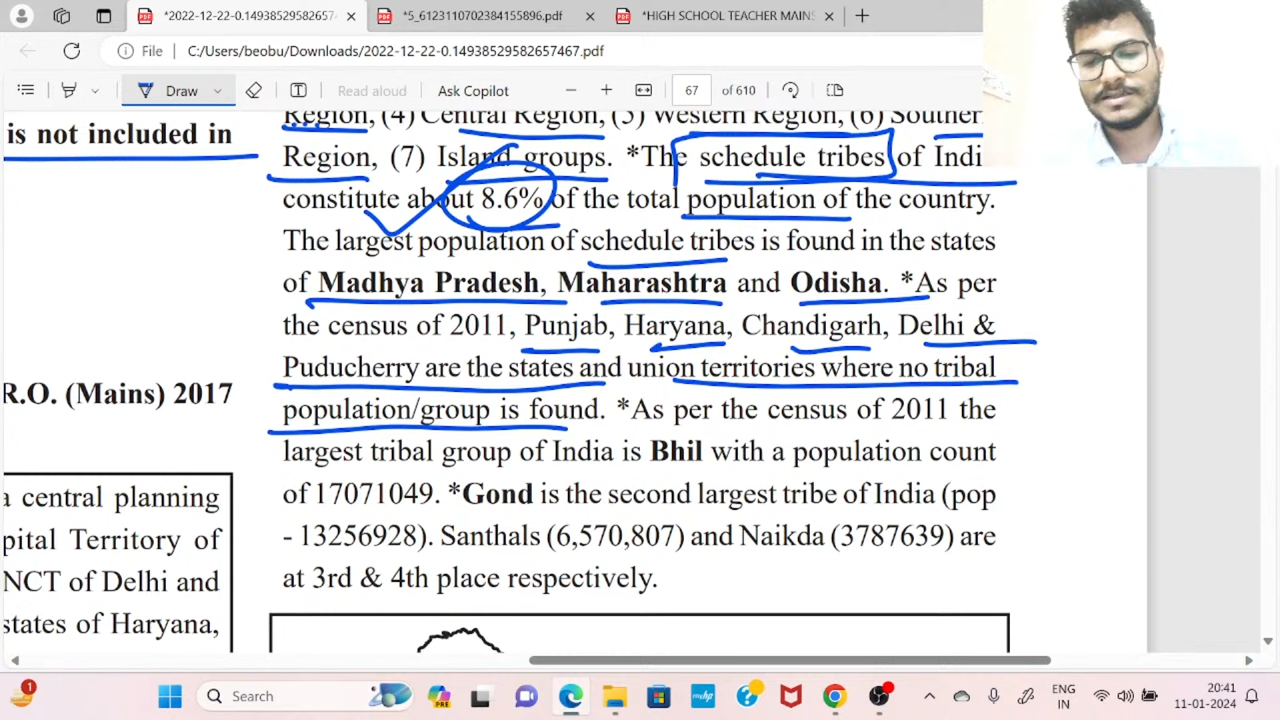 *2022-12-22-0.14938529582657
*5_6123110702384155896.pdf
*HIGH SCHOOL TEACHER MAINS
File
C:/Users/beobu/Downloads/2022-12-22-0.14938529582657467.pdf
Draw
Read aloud
Ask Copilot
67
of 610
is not included in
R.O. (Mains) 2017
a central planning
pital Territory of
NCT of Delhi and
states of Haryana,
Region, (4) Central Region, (5) Western Region, (6) Souther
Region, (7) Island groups. *The schedule tribes of Indi
constitute about 8.6% of the total population of the country.
The largest population of schedule tribes is found in the states
of Madhya Pradesh, Maharashtra and Odisha. *As per
the census of 2011, Punjab, Haryana, Chandigarh, Delhi &
Puducherry are the states and union territories where no tribal
population/group is found. *As per the census of 2011 the
largest tribal group of India is Bhil with a population count
of 17071049. *Gond is the second largest tribe of India (pop
- 13256928). Santhals (6,570,807) and Naikda (3787639) are
at 3rd & 4th place respectively.
1
Search
PRE
ENG
IN
20:41
11-01-2024